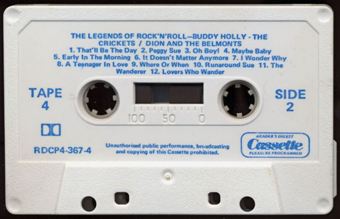 THE LEGENDS OF ROCK'N'ROLL—BUDDY HOLLY - THE
CRICKETS / DION AND THE BELMONTS
1. That'll Be The Day 2. Peggy Sue 3. Oh Boy! 4. Maybe Baby
5. Early In The Morning 6. It Doesn't Matter Anymore 7. I Wonder Why
8. A Teenager In Love 9. Where Or When 10. Runaround Sue 11. The
Wanderer 12. Lovers Who Wander
TAPE
4
SIDE
2
100 50 0
RDCP4-367-4
Unauthorised public performance, broadcasting
and copying of this Cassette prohibited.
READER'S DIGEST
Cassette
PLEASURE PROGRAMMED